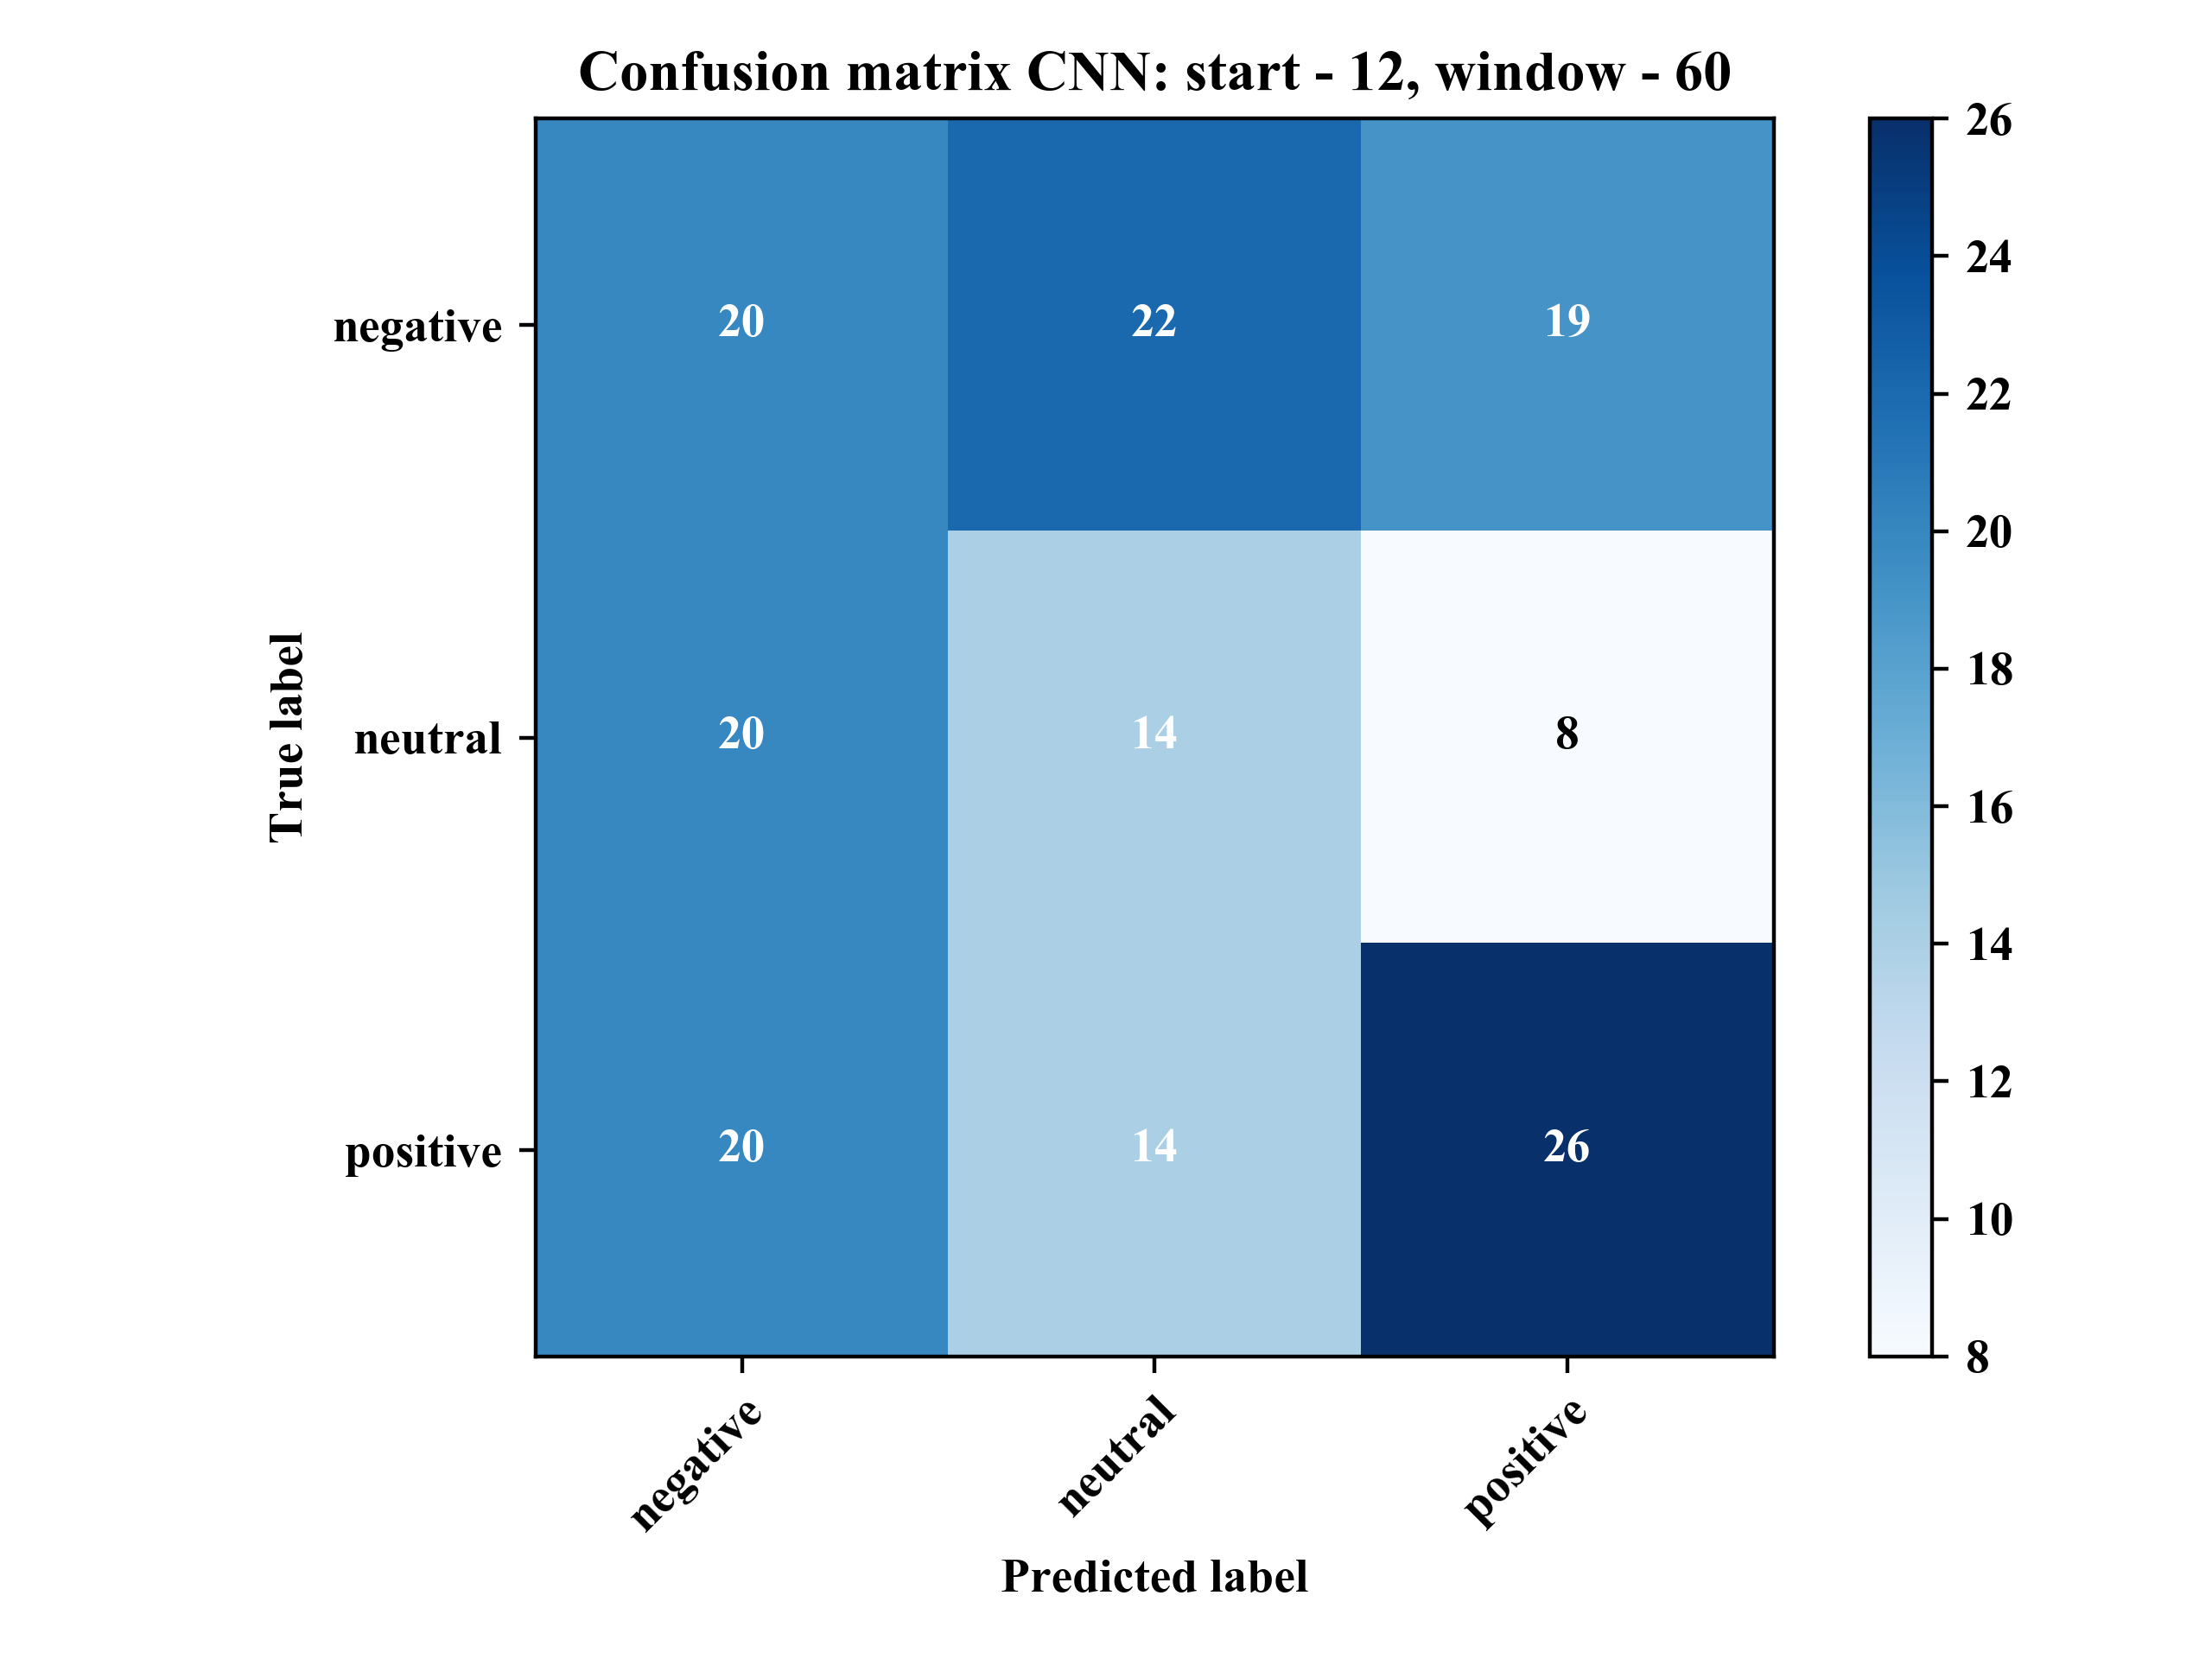 Confusion matrix CNN: start - 12, window - 60
True label
negative
20
22
19
neutral
20
14
8
positive
20
14
26
negative
neutral
positive
Predicted label
26
24
22
20
18
16
14
12
10
8